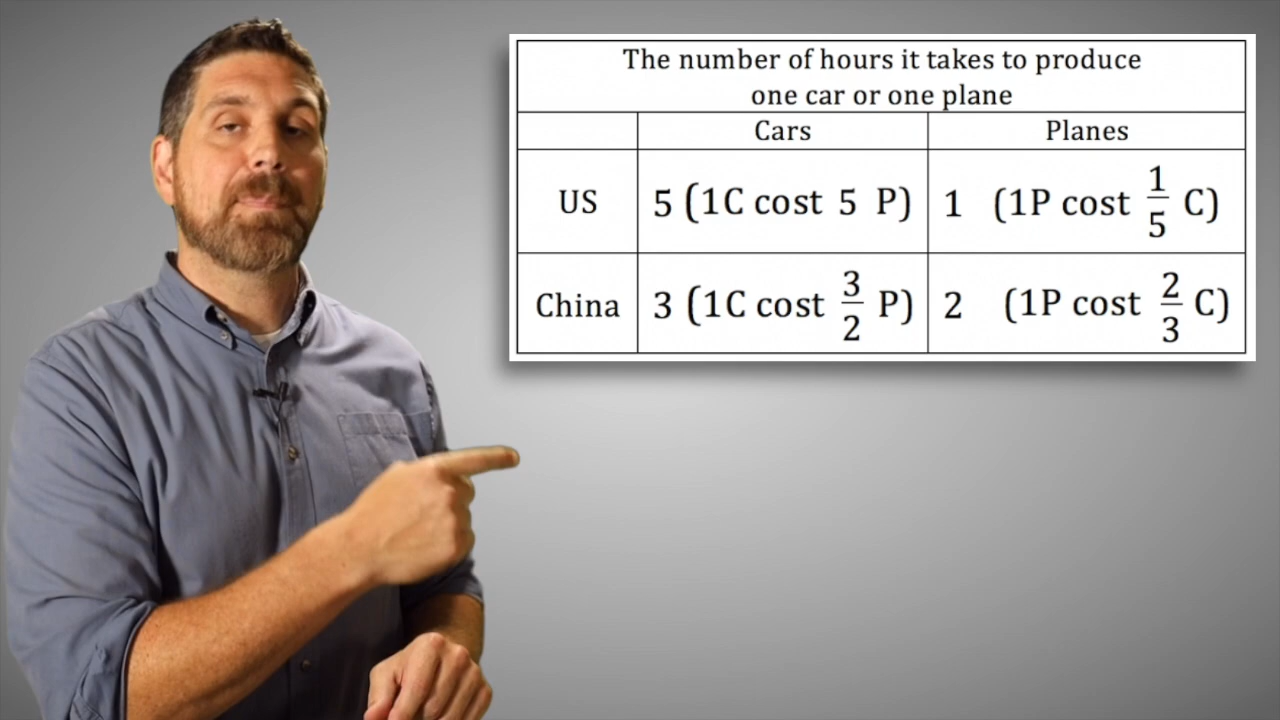 The number of hours it takes to produce
one car or one plane
Cars Planes
US 5 (1C cost 5 P) 1 (1P cost 1/5 C)
China 3 (1C cost 3/2 P) 2 (1P cost 2/3 C)